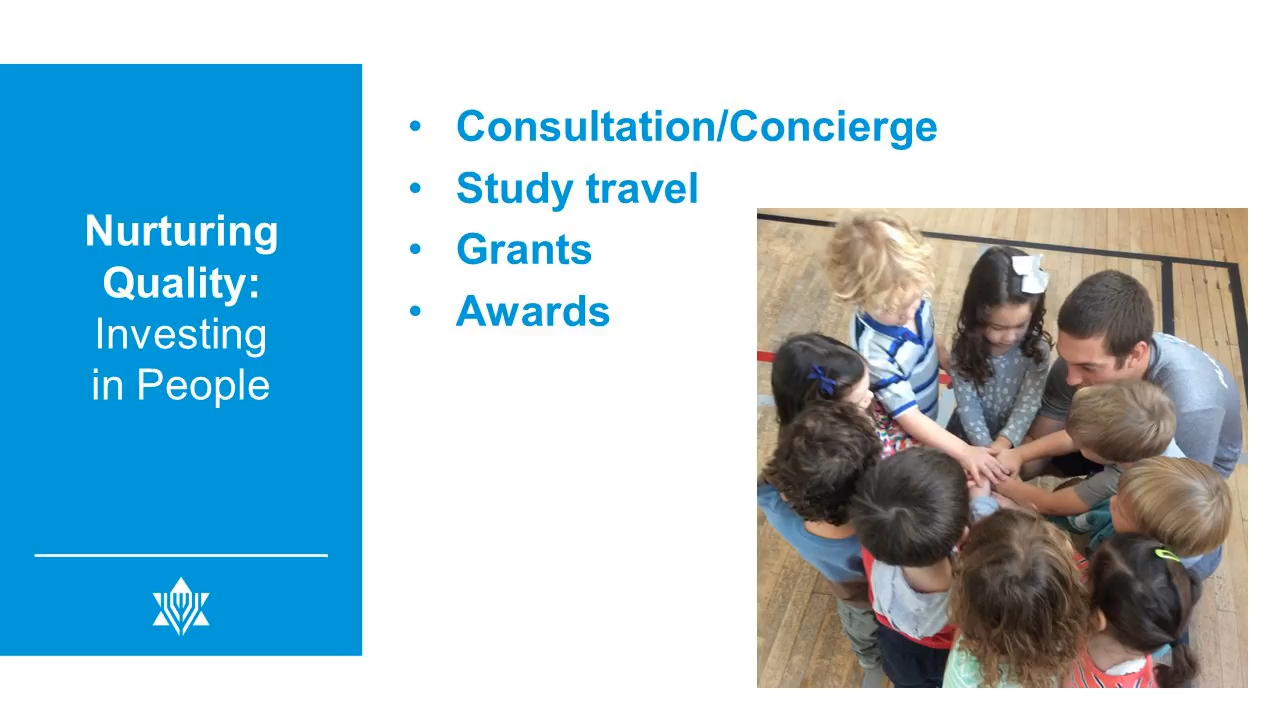 Nurturing
Quality:
Investing
in People
• Consultation/Concierge
• Study travel
• Grants
• Awards